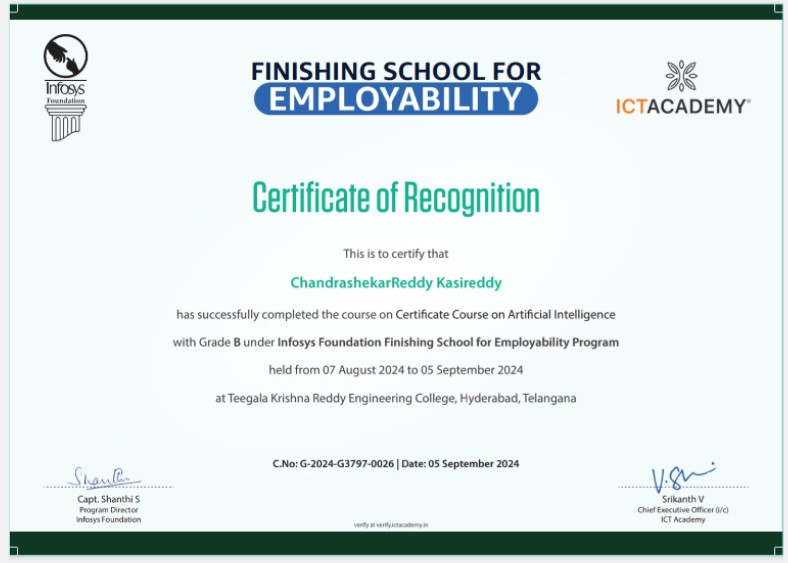 Infosys
Foundation
FINISHING SCHOOL FOR
EMPLOYABILITY
ICTACADEMY®
Certificate of Recognition
This is to certify that
ChandrashekarReddy Kasireddy
has successfully completed the course on Certificate Course on Artificial Intelligence
with Grade B under Infosys Foundation Finishing School for Employability Program
held from 07 August 2024 to 05 September 2024
at Teegala Krishna Reddy Engineering College, Hyderabad, Telangana
C.No: G-2024-G3797-0026 | Date: 05 September 2024
Shanthi
Capt. Shanthi S
Program Director
Infosys Foundation
V.
Srikanth V
Chief Executive Officer (i/c)
ICT Academy
verify at verify.ictacademy.in